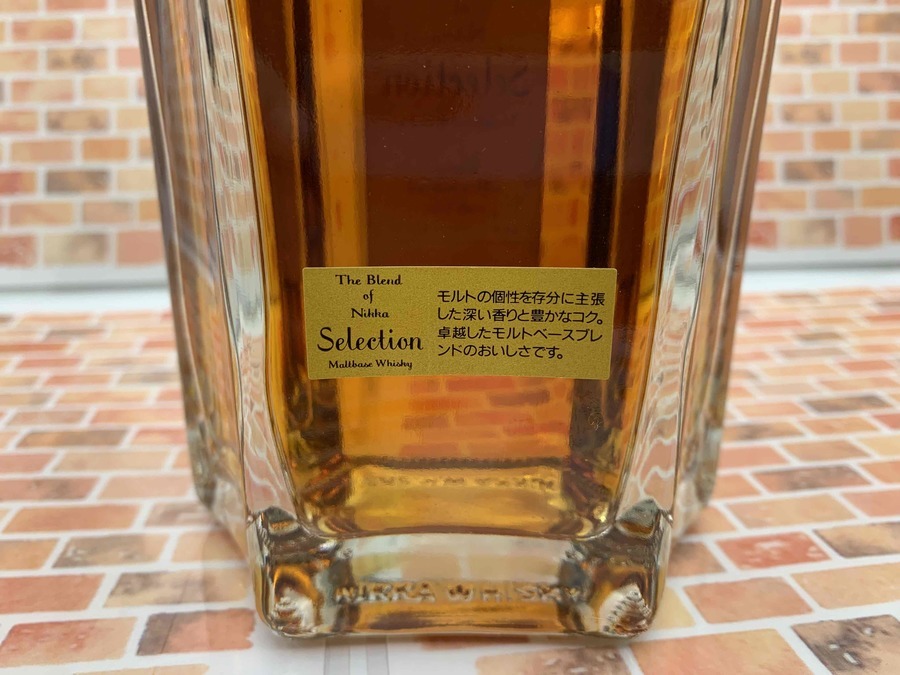 Selection
The Blend
of
Nikka
Selection
Maltbase Whisky
モルトの個性を存分に主張
した深い香りと豊かなコク。
卓越したモルトベースブレ
ンドのおいしさです。
NIKKA WHISKY